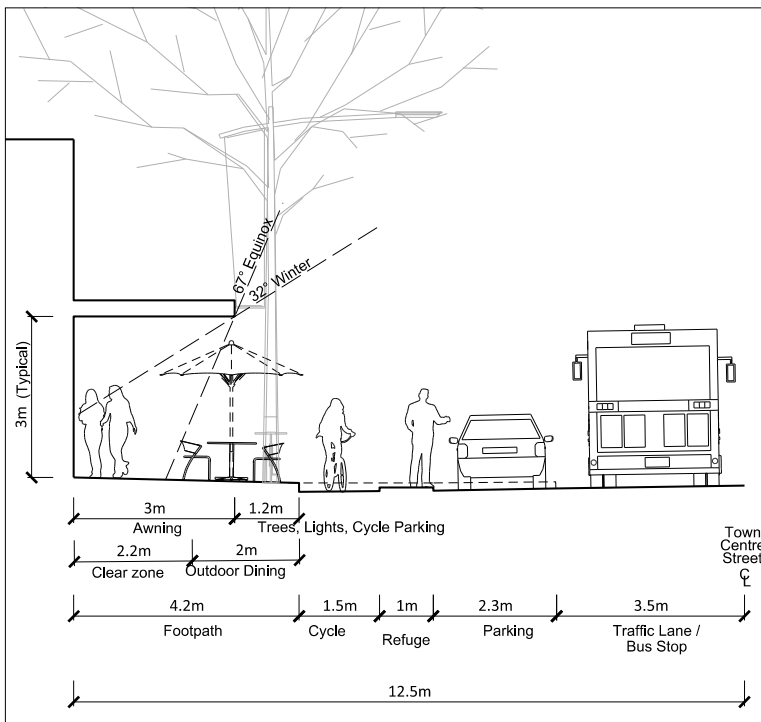 67° Equinox
32° Winter
3m (Typical)
3m
1.2m
Awning
Trees, Lights, Cycle Parking
2.2m
2m
Clear zone
Outdoor Dining
Town
Centre
Street
CL
4.2m
1.5m
1m
2.3m
3.5m
Footpath
Cycle
Refuge
Parking
Traffic Lane /
Bus Stop
12.5m